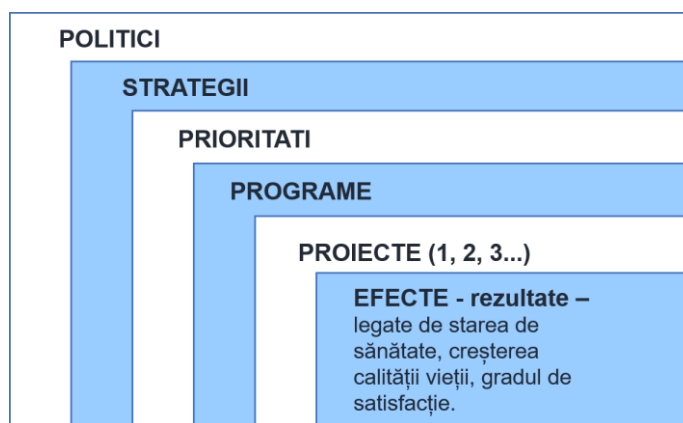 POLITICI
STRATEGII
PRIORITATI
PROGRAME
PROIECTE (1, 2, 3...)
EFECTE - rezultate –
legate de starea de
sănătate, creșterea
calității vieții, gradul de
satisfacție.